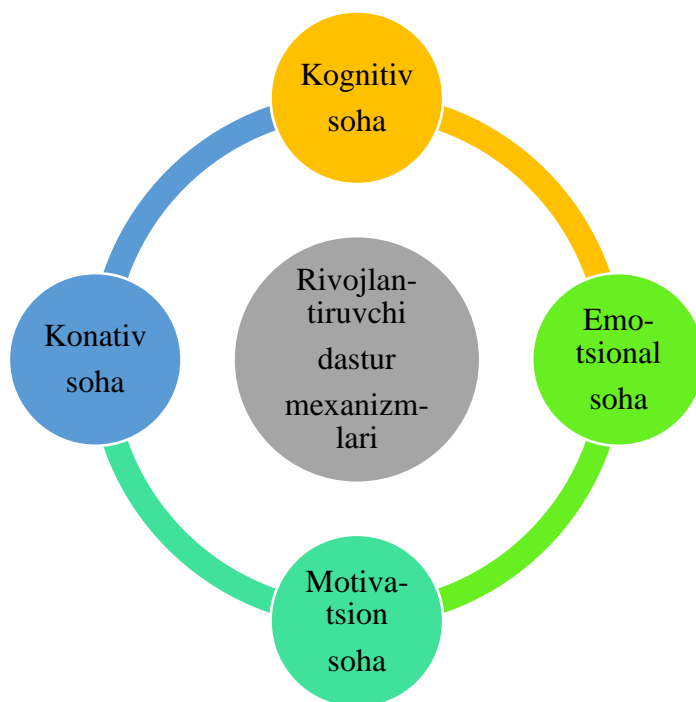 Kognitiv
soha
Rivojlan-
tiruvchi
dastur
mexanizm-
lari
Konativ
soha
Emo-
tsional
soha
Motiva-
tsion
soha